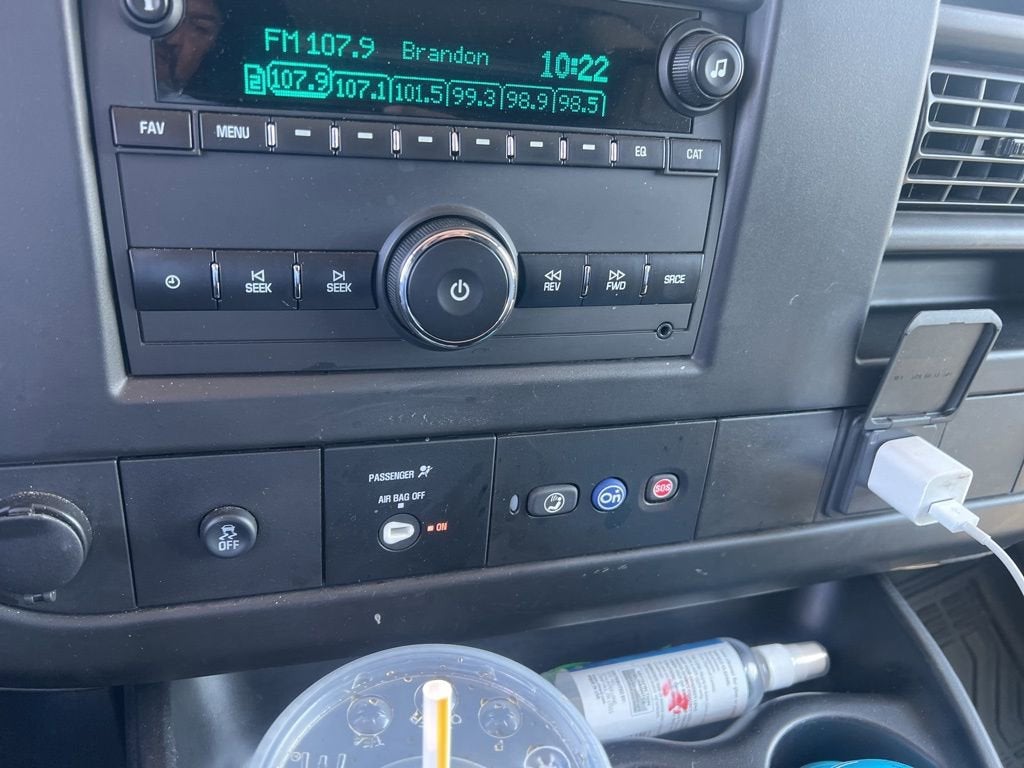 FM 107.9 Brandon 10:22
2 107.9 107.1 101.5 99.3 98.9 98.5
FAV MENU EQ CAT
SEEK SEEK REV FWD SRCE
PASSENGER
AIR BAG OFF
ON
OFF
On SOS